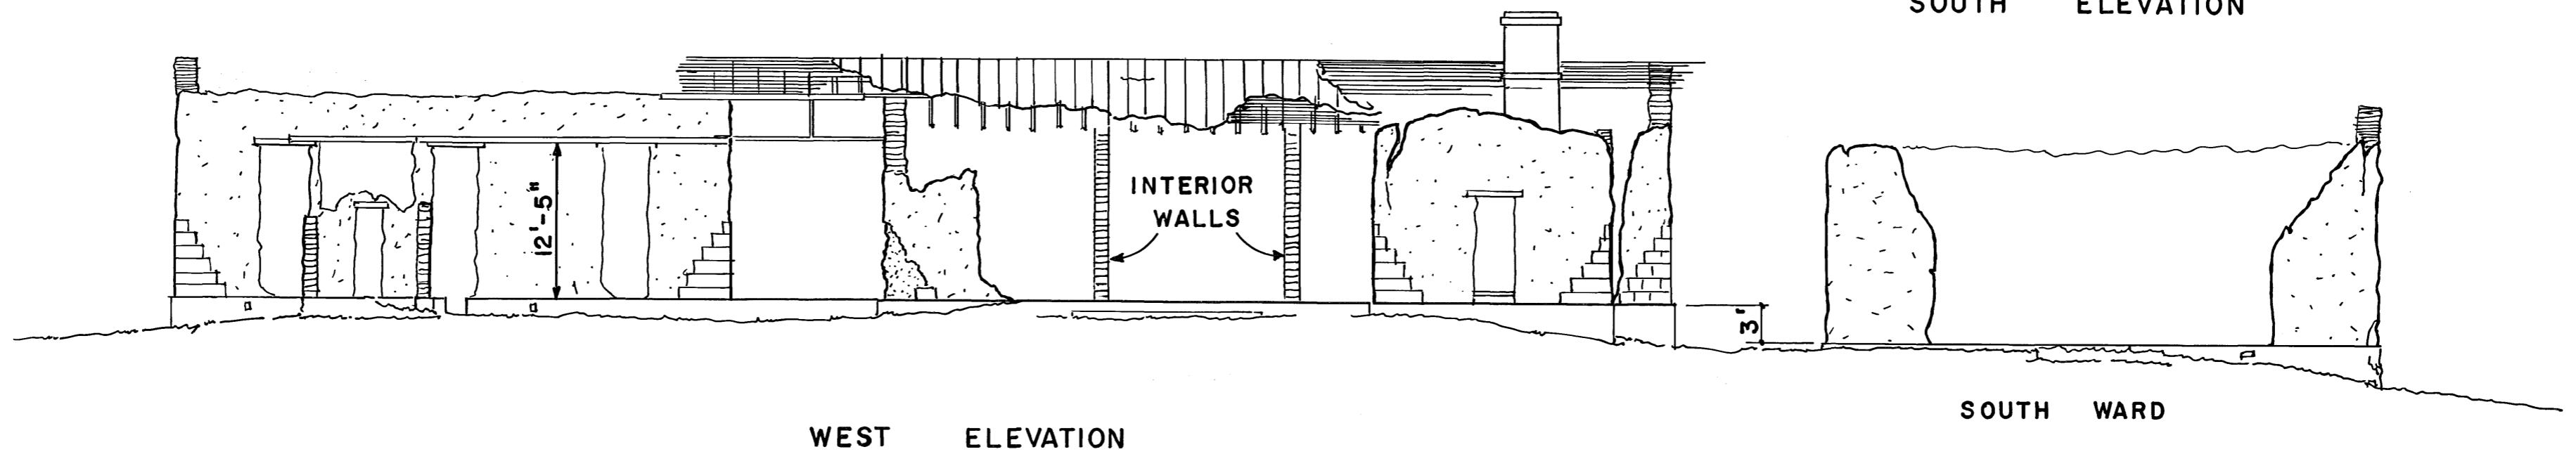 SOUTH ELEVATION
12'-5"
INTERIOR
WALLS
3'
SOUTH WARD
WEST ELEVATION